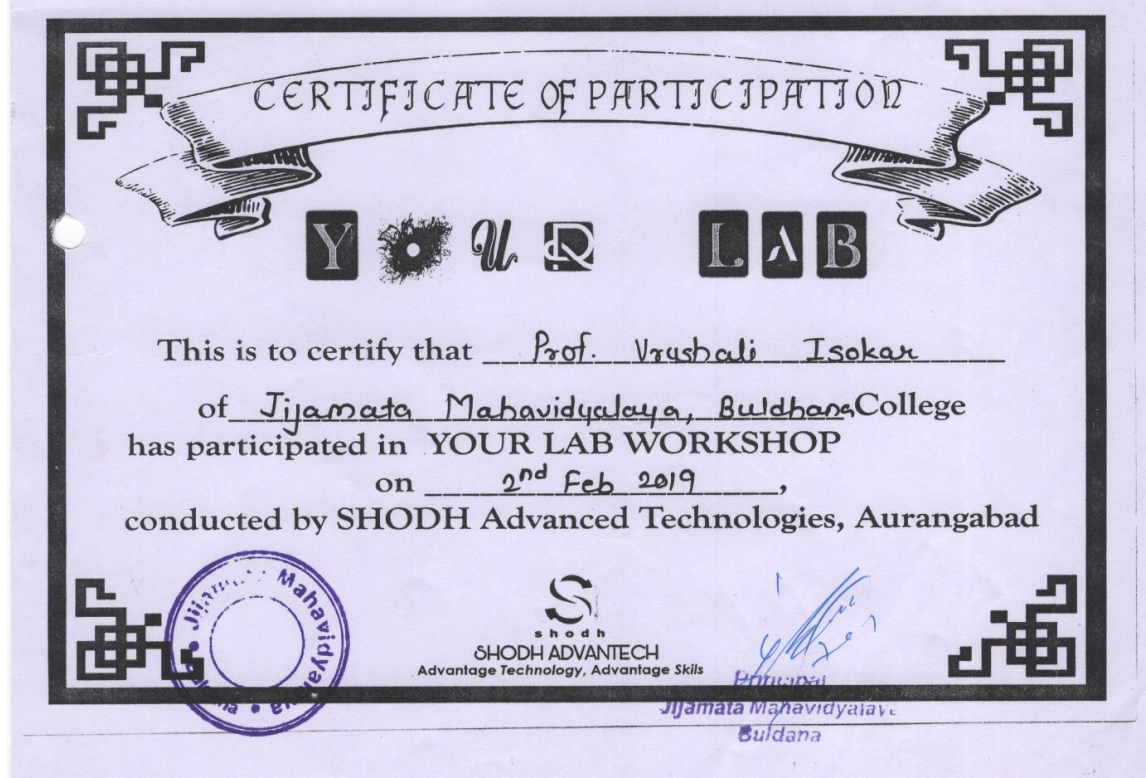 CERTIFICATE OF PARTICIPATION
YOUR LAB
This is to certify that Prof. Vrushali Isokar
of Jijamata Mahavidyalaya, Buldhana College
has participated in YOUR LAB WORKSHOP
on 2nd Feb 2019,
conducted by SHODH Advanced Technologies, Aurangabad
Mahavidya
shodh
SHODH ADVANTECH
Advantage Technology, Advantage Skils
Principal
Jijamata Mahavidyalaya
Buldana